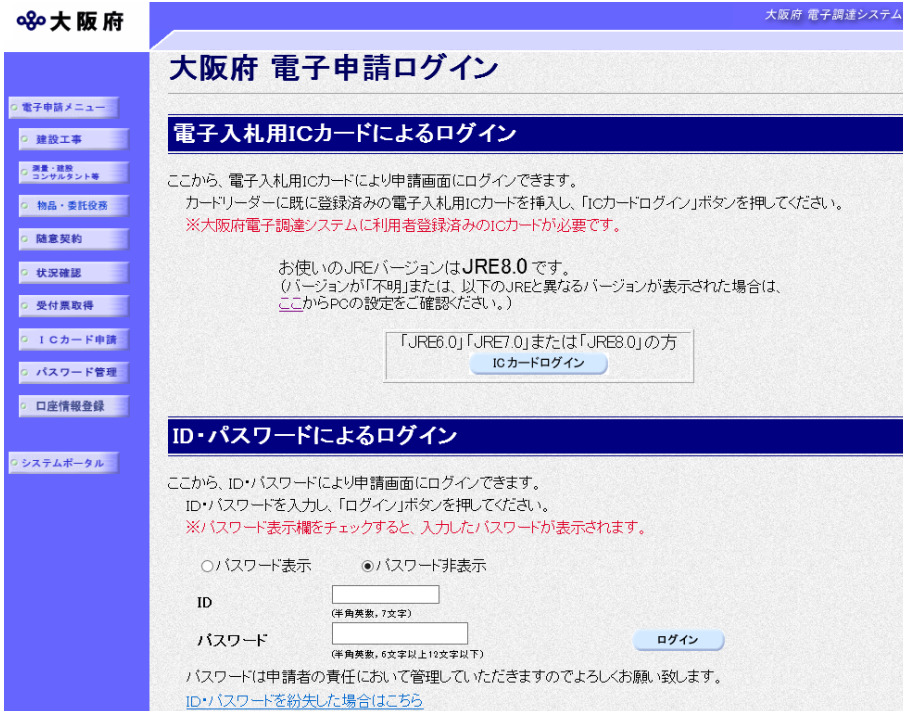 大阪府
大阪府 電子調達システム
大阪府 電子申請ログイン
電子申請メニュー
建設工事
測量・建設
コンサルタント等
物品・委託役務
随意契約
状況確認
受付票取得
ICカード申請
パスワード管理
口座情報登録
システムポータル
電子入札用ICカードによるログイン
ここから、電子入札用ICカードにより申請画面にログインできます。
カードリーダーに既に登録済みの電子入札用ICカードを挿入し、「ICカードログイン」ボタンを押してください。
※大阪府電子調達システムに利用者登録済みのICカードが必要です。
お使いのJREバージョンはJRE8.0 です。
(バージョンが「不明」または、以下のJREと異なるバージョンが表示された場合は、
ここからPCの設定をご確認ください。)
「JRE6.0」「JRE7.0」または「JRE8.0」の方
ICカードログイン
ID・パスワードによるログイン
ここから、ID・パスワードにより申請画面にログインできます。
ID・パスワードを入力し、「ログイン」ボタンを押してください。
※パスワード表示欄をチェックすると、入力したパスワードが表示されます。
パスワード表示 パスワード非表示
ID
(半角英数,7文字)
パスワード ログイン
(半角英数,6文字以上12文字以下)
パスワードは申請者の責任において管理していただきますのでよろしくお願い致します。
ID・パスワードを紛失した場合はこちら